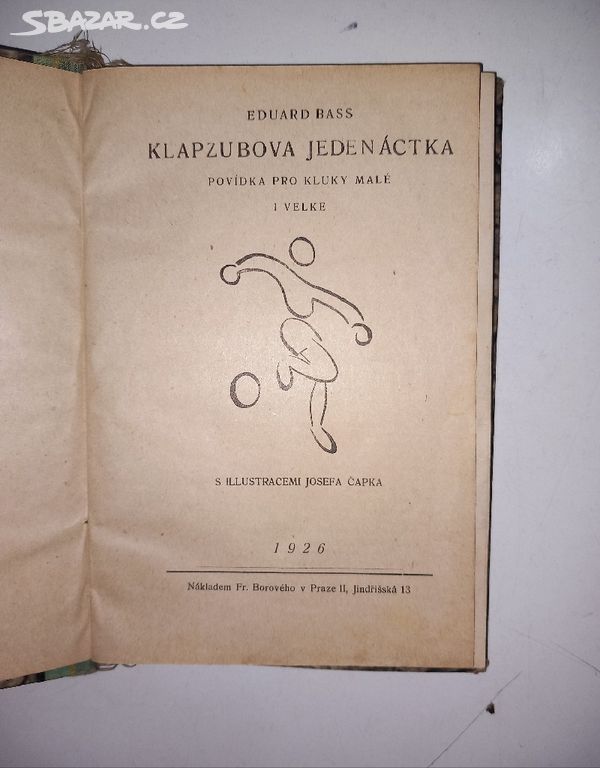 SBAZAR.CZ
EDUARD BASS
KLAPZUBOVA JEDENÁCTKA
POVÍDKA PRO KLUKY MALÉ
I VELKE
S ILLUSTRACEMI JOSEFA ČAPKA
1926
Nákladem Fr. Borového v Praze II, Jindřišská 13